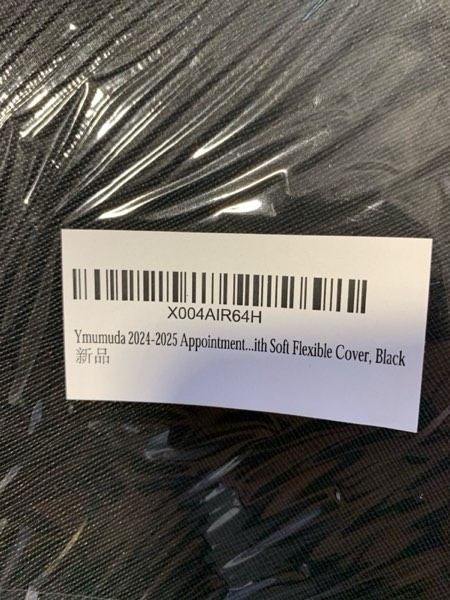 X004AIR64H
Ymumuda 2024-2025 Appointment...ith Soft Flexible Cover, Black
新品